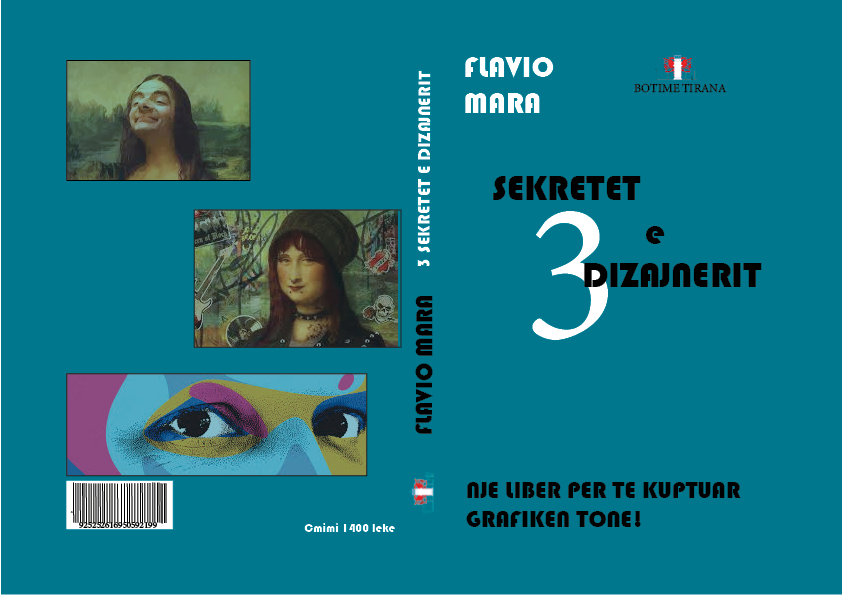 FLAVIO
MARA
BOTIME TIRANA
SEKRETET
3
e
DIZAJNERIT
NJE LIBER PER TE KUPTUAR
GRAFIKEN TONE!
FLAVIO MARA 3 SEKRETET E DIZAJNERIT
Cmimi 1400 leke